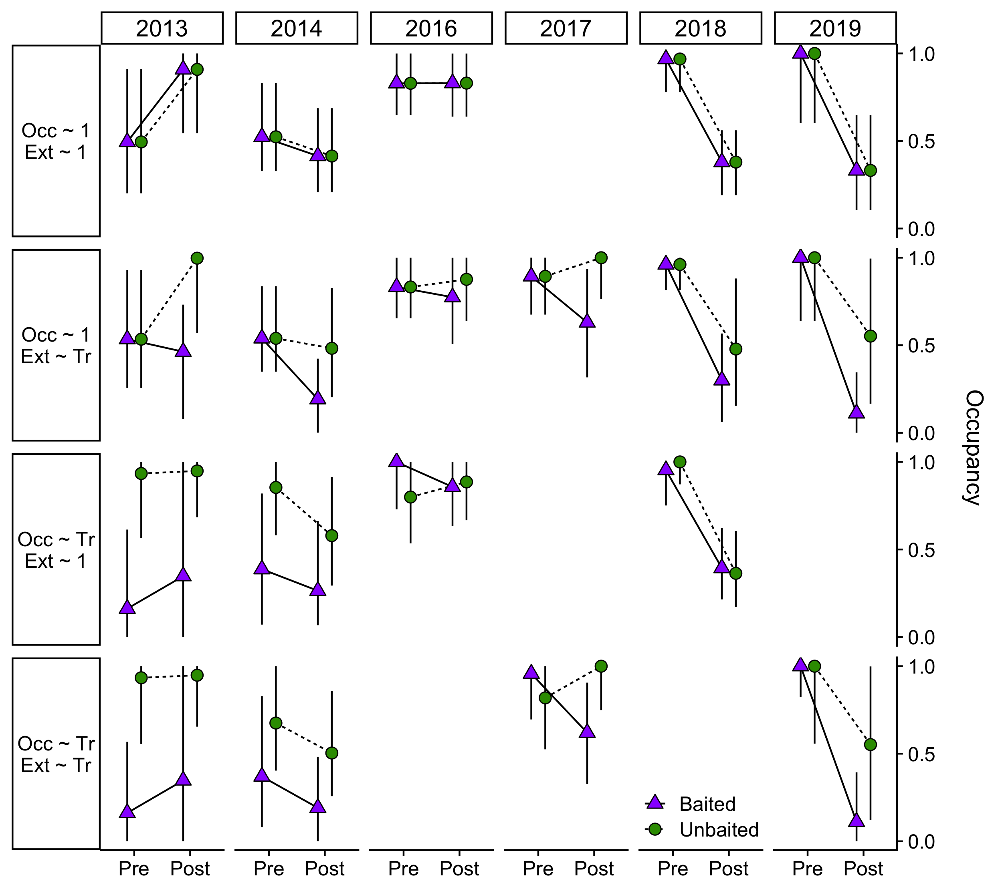 2013 2014 2016 2017 2018 2019
Occ ~ 1
Ext ~ 1
1.0
0.5
0.0
Occ ~ 1
Ext ~ Tr
1.0
0.5
0.0
Occ ~ Tr
Ext ~ 1
1.0
0.5
0.0
Occ ~ Tr
Ext ~ Tr
1.0
0.5
0.0
Occupancy
Baited
Unbaited
Pre Post Pre Post Pre Post Pre Post Pre Post Pre Post